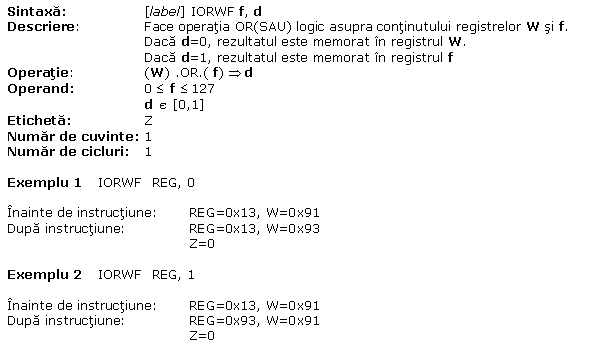 Sintaxă: [label] IORWF f, d
Descriere: Face operaţia OR(SAU) logic asupra conţinutului registrelor W şi f.
Dacă d=0, rezultatul este memorat în registrul W.
Dacă d=1, rezultatul este memorat în registrul f
Operaţie: (W) .OR.( f) ⇒ d
Operand: 0 ≤ f ≤ 127
d ϵ [0,1]
Etichetă: Z
Număr de cuvinte: 1
Număr de cicluri: 1
Exemplu 1 IORWF REG, 0
Înainte de instrucţiune: REG=0x13, W=0x91
După instrucţiune: REG=0x13, W=0x93
Z=0
Exemplu 2 IORWF REG, 1
Înainte de instrucţiune: REG=0x13, W=0x91
După instrucţiune: REG=0x93, W=0x91
Z=0